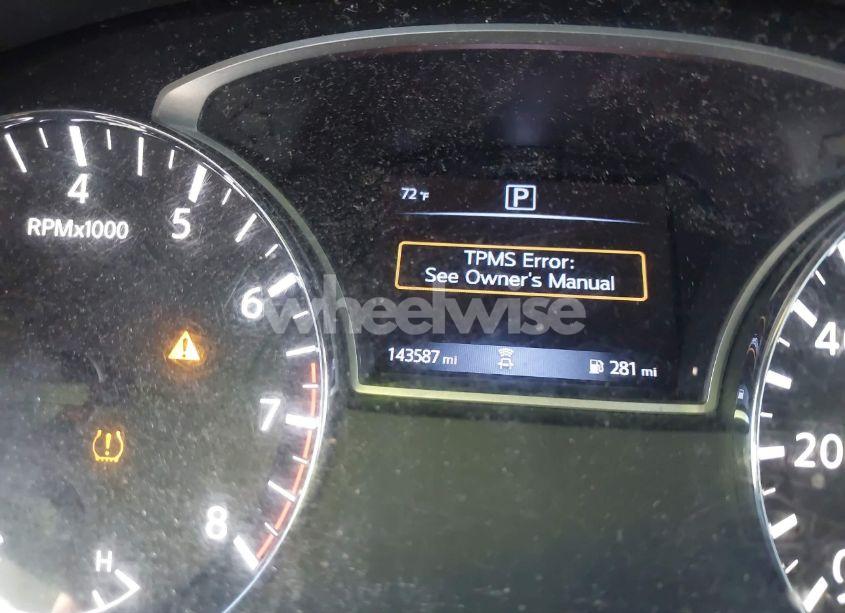 4
5
RPMx1000
6
7
8
H
72 °F
P
TPMS Error:
See Owner's Manual
wheelwise
143587 mi
281 mi
40
20
0